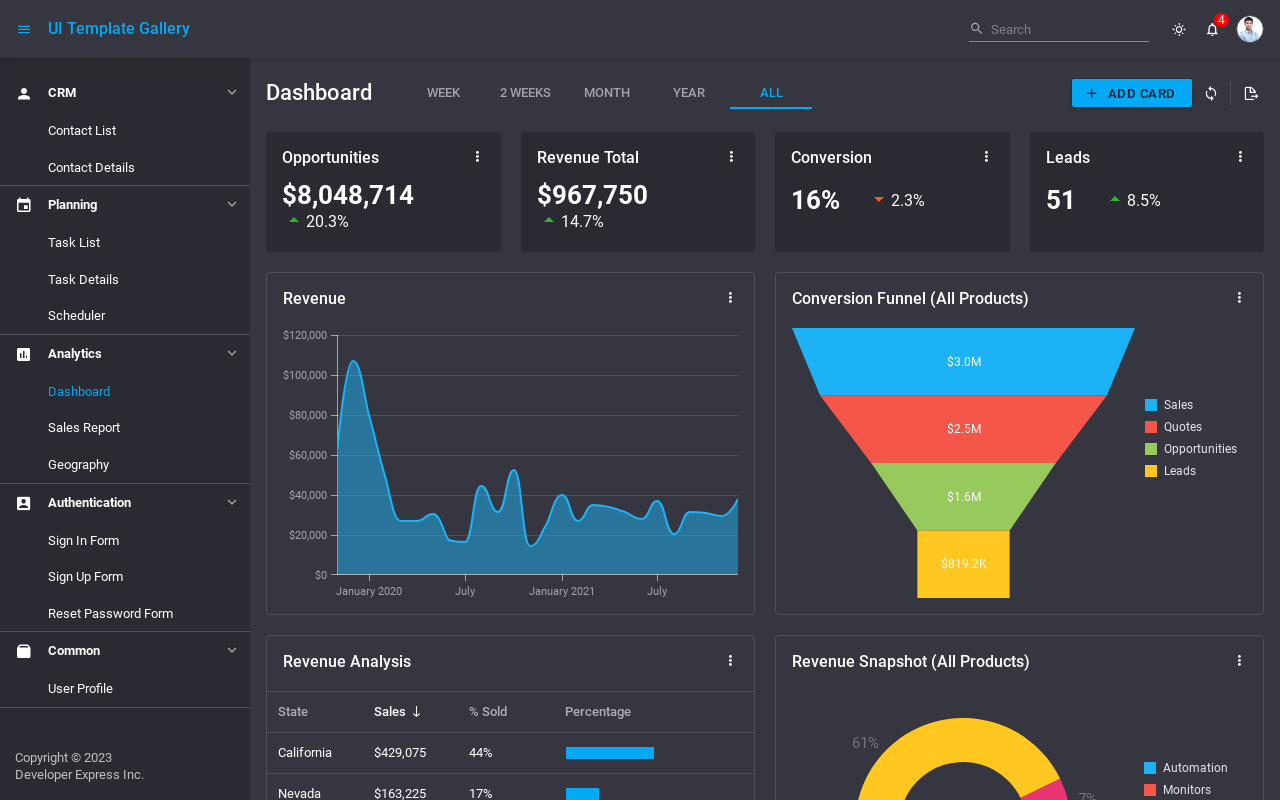 UI Template Gallery
Search
4
CRM
Contact List
Contact Details
Planning
Task List
Task Details
Scheduler
Analytics
Dashboard
Sales Report
Geography
Authentication
Sign In Form
Sign Up Form
Reset Password Form
Common
User Profile
Copyright © 2023
Developer Express Inc.
Dashboard
WEEK
2 WEEKS
MONTH
YEAR
ALL
ADD CARD
Opportunities
$8,048,714
20.3%
Revenue Total
$967,750
14.7%
Conversion
16%
2.3%
Leads
51
8.5%
Revenue
$120,000
$100,000
$80,000
$60,000
$40,000
$20,000
$0
January 2020
July
January 2021
July
Conversion Funnel (All Products)
$3.0M
$2.5M
$1.6M
$819.2K
Sales
Quotes
Opportunities
Leads
Revenue Analysis
State
Sales
% Sold
Percentage
California
$429,075
44%
Nevada
$163,225
17%
Revenue Snapshot (All Products)
61%
7%
Automation
Monitors